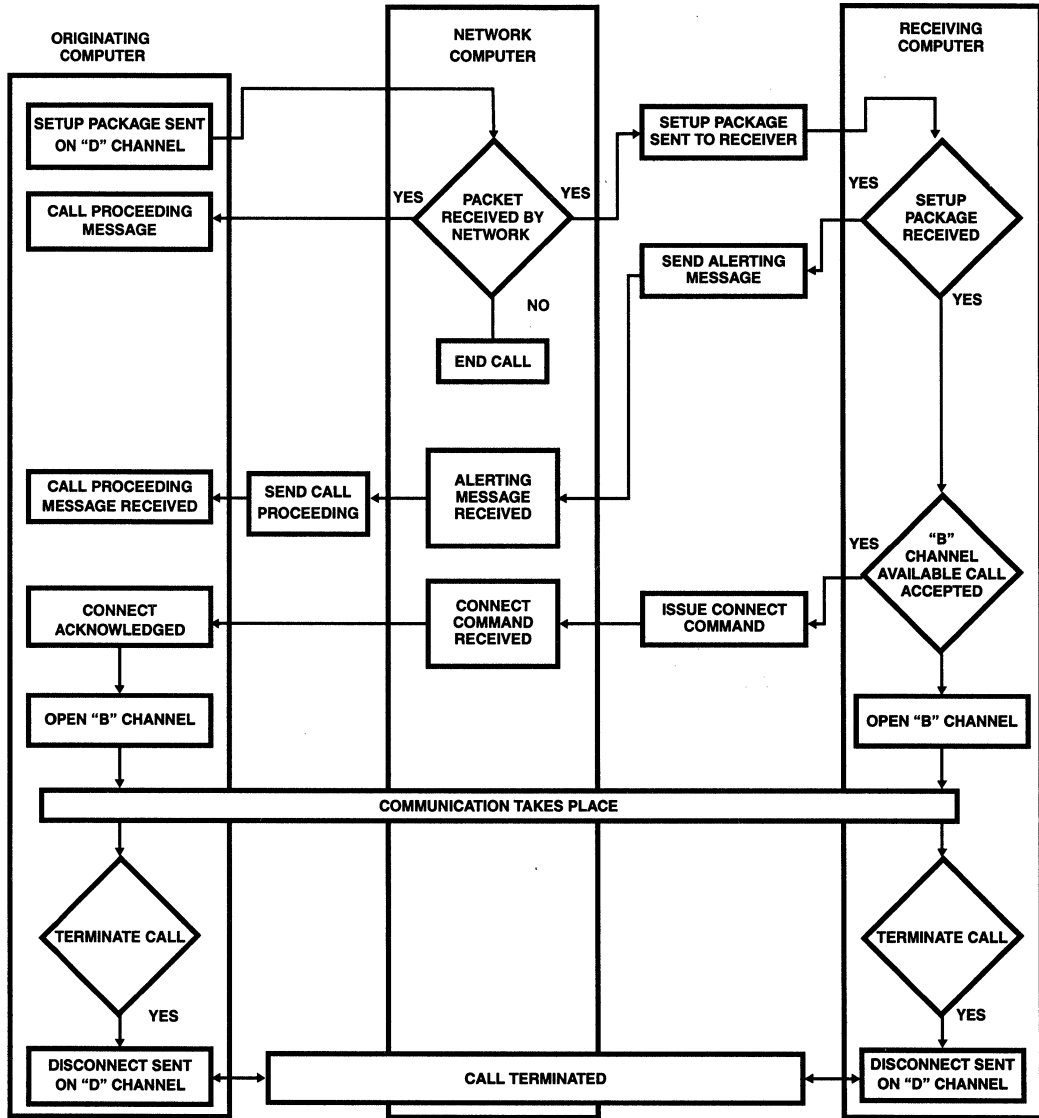 ORIGINATING
COMPUTER
NETWORK
COMPUTER
RECEIVING
COMPUTER
SETUP PACKAGE SENT
ON “D” CHANNEL
SETUP PACKAGE
SENT TO RECEIVER
YES
PACKET
RECEIVED BY
NETWORK
YES
YES
SETUP
PACKAGE
RECEIVED
CALL PROCEEDING
MESSAGE
SEND ALERTING
MESSAGE
NO
YES
END CALL
CALL PROCEEDING
MESSAGE RECEIVED
SEND CALL
PROCEEDING
ALERTING
MESSAGE
RECEIVED
YES
“B”
CHANNEL
AVAILABLE CALL
ACCEPTED
CONNECT
ACKNOWLEDGED
CONNECT
COMMAND
RECEIVED
ISSUE CONNECT
COMMAND
OPEN “B” CHANNEL
OPEN “B” CHANNEL
COMMUNICATION TAKES PLACE
TERMINATE CALL
TERMINATE CALL
YES
YES
DISCONNECT SENT
ON “D” CHANNEL
CALL TERMINATED
DISCONNECT SENT
ON “D” CHANNEL